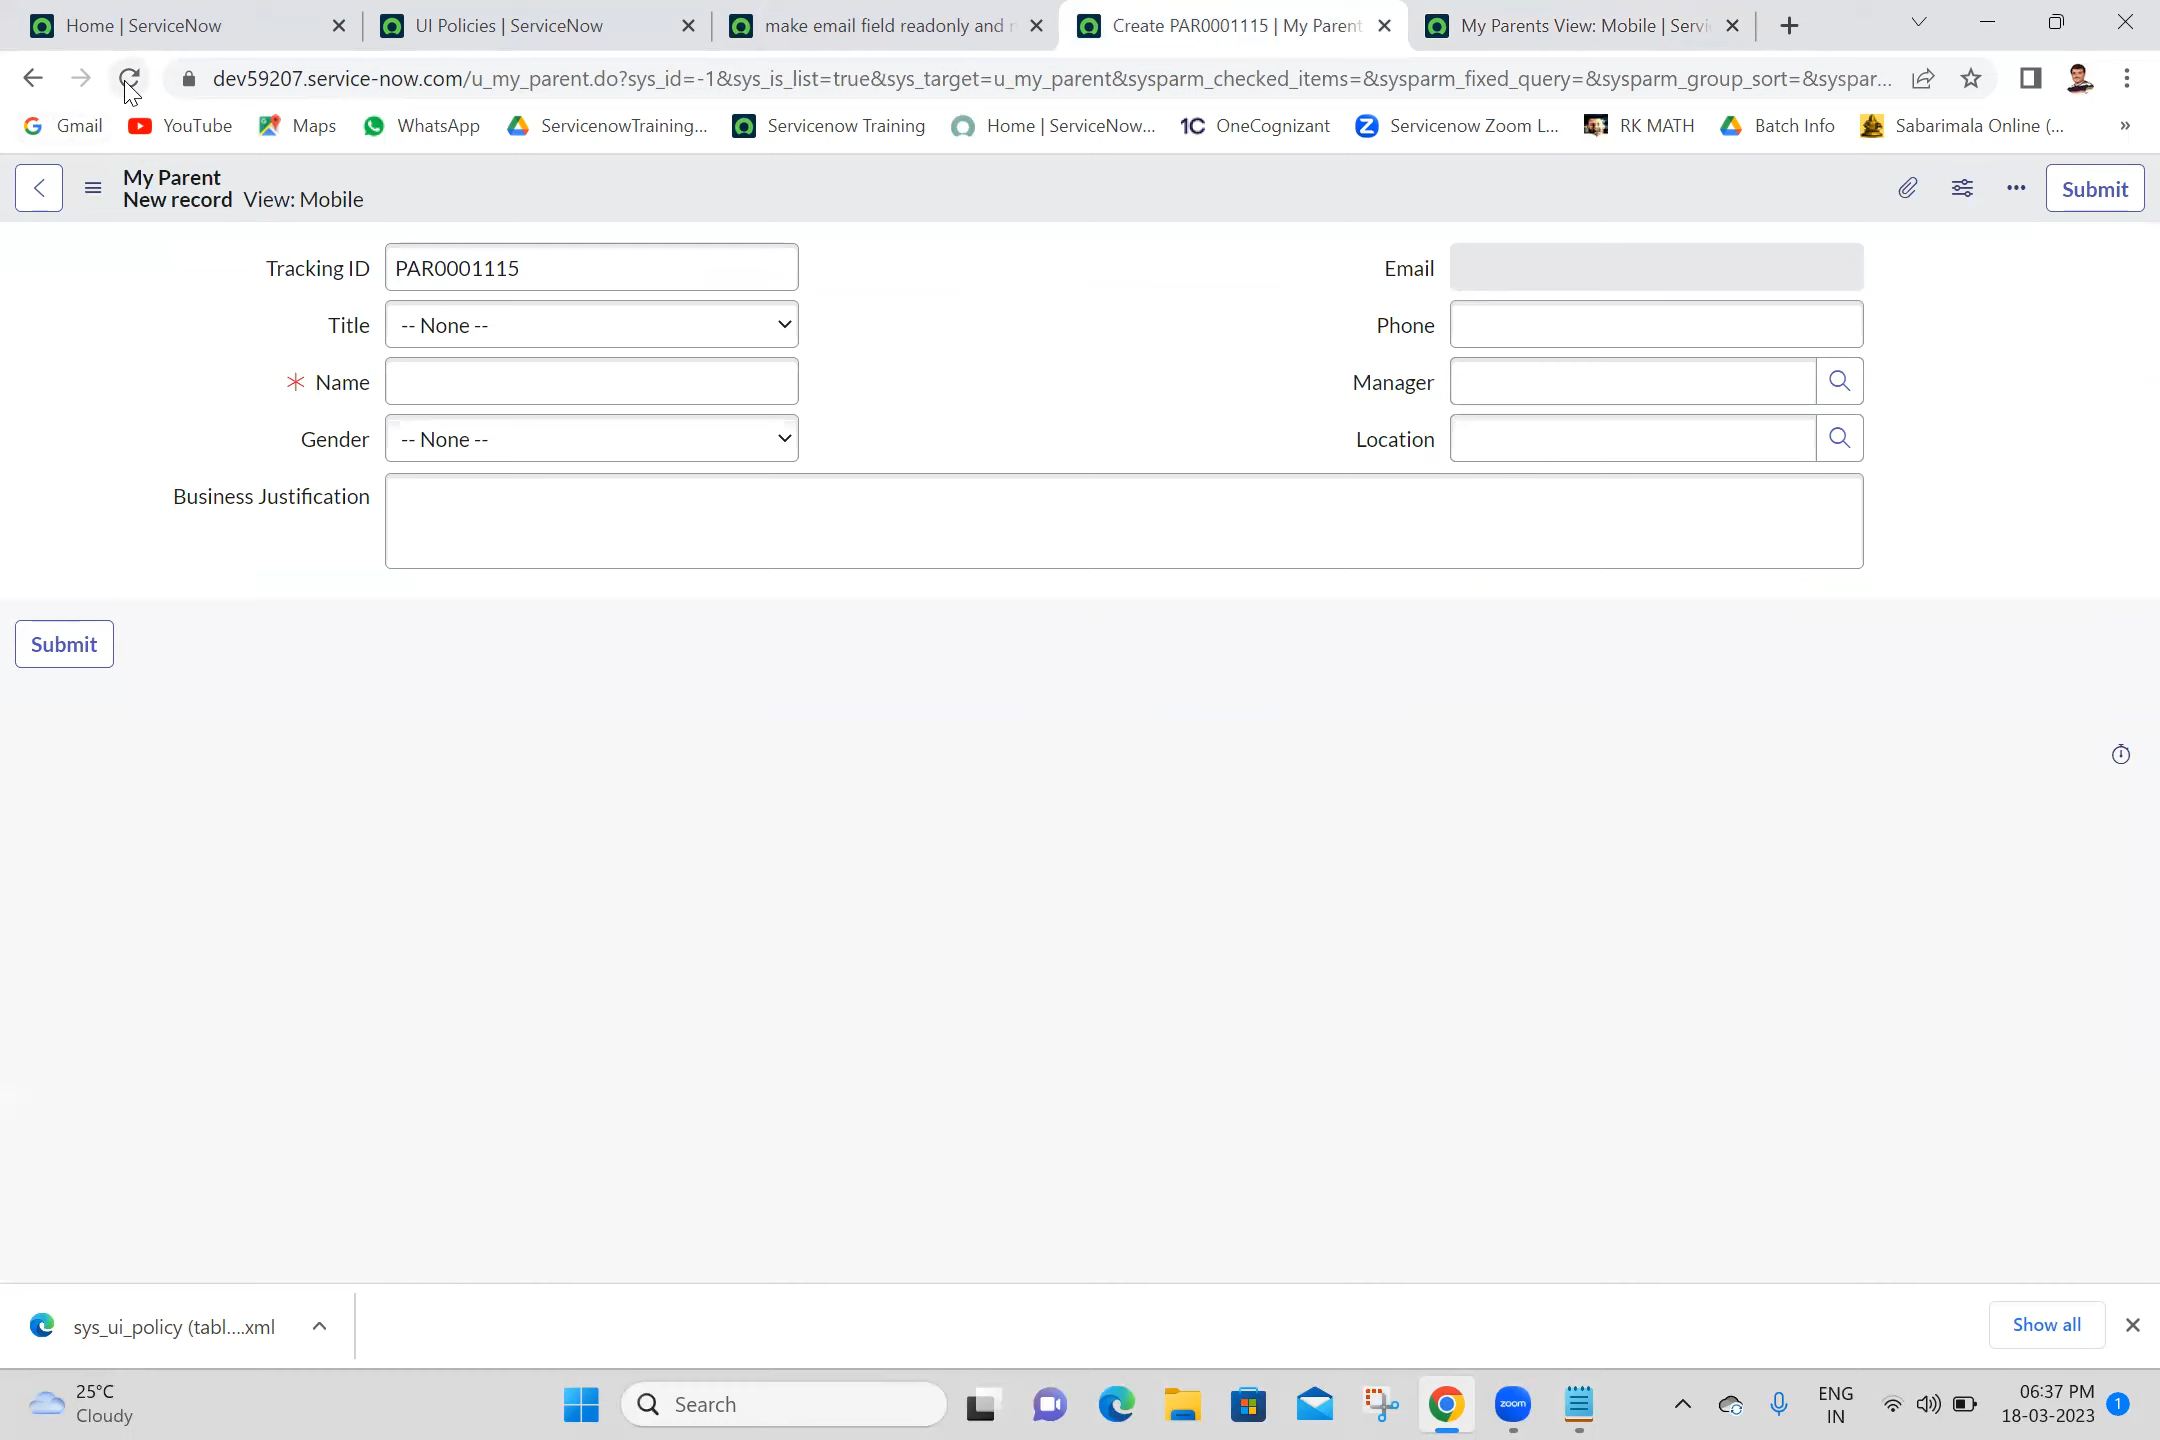 Home | ServiceNow
UI Policies | ServiceNow
make email field readonly and
Create PAR0001115 | My Parent
My Parents View: Mobile | Servi
dev59207.service-now.com/u_my_parent.do?sys_id=-1&sys_is_list=true&sys_target=u_my_parent&sysparm_checked_items=&sysparm_fixed_query=&sysparm_group_sort=&syspar...
Gmail
YouTube
Maps
WhatsApp
ServicenowTraining...
Servicenow Training
Home | ServiceNow...
1C OneCognizant
Servicenow Zoom L...
RK MATH
Batch Info
Sabarimala Online (...
»
My Parent
New record View: Mobile
Submit
Tracking ID PAR0001115
Email
Title -- None --
Phone
* Name
Manager
Gender -- None --
Location
Business Justification
Submit
sys_ui_policy (tabl....xml
Show all
25°C
Cloudy
Search
zoom
ENG
IN
06:37 PM
18-03-2023
1